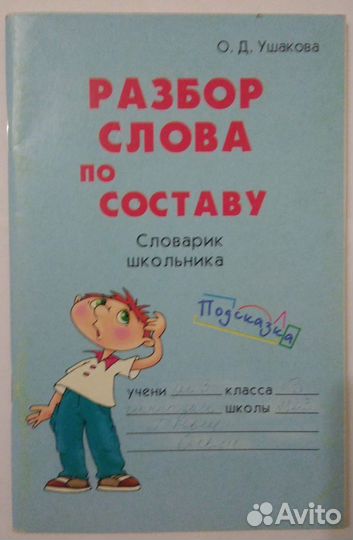 О. Д. Ушакова
РАЗБОР
СЛОВА
ПО
СОСТАВУ
Словарик
школьника
Подсказка
учени класса
школы
Avito